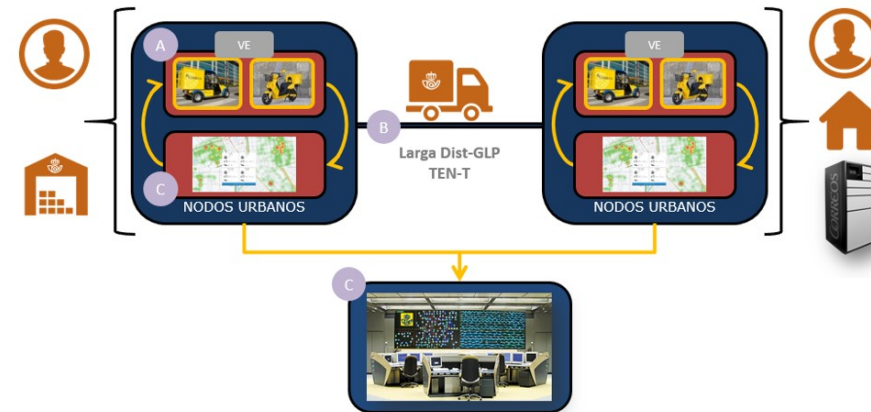 A
VE
VE
B
Larga Dist-GLP
TEN-T
C
NODOS URBANOS
NODOS URBANOS
CORREOS
C